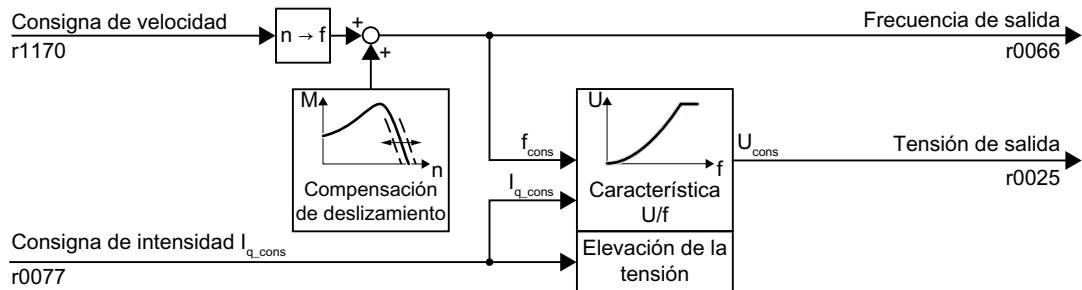 Consigna de velocidad
r1170
n → f
+
+
Frecuencia de salida
r0066
M
n
Compensación
de deslizamiento
f_cons
I_q_cons
U
f
Característica
U/f
U_cons
Tensión de salida
r0025
Consigna de intensidad I_q_cons
r0077
Elevación de la
tensión